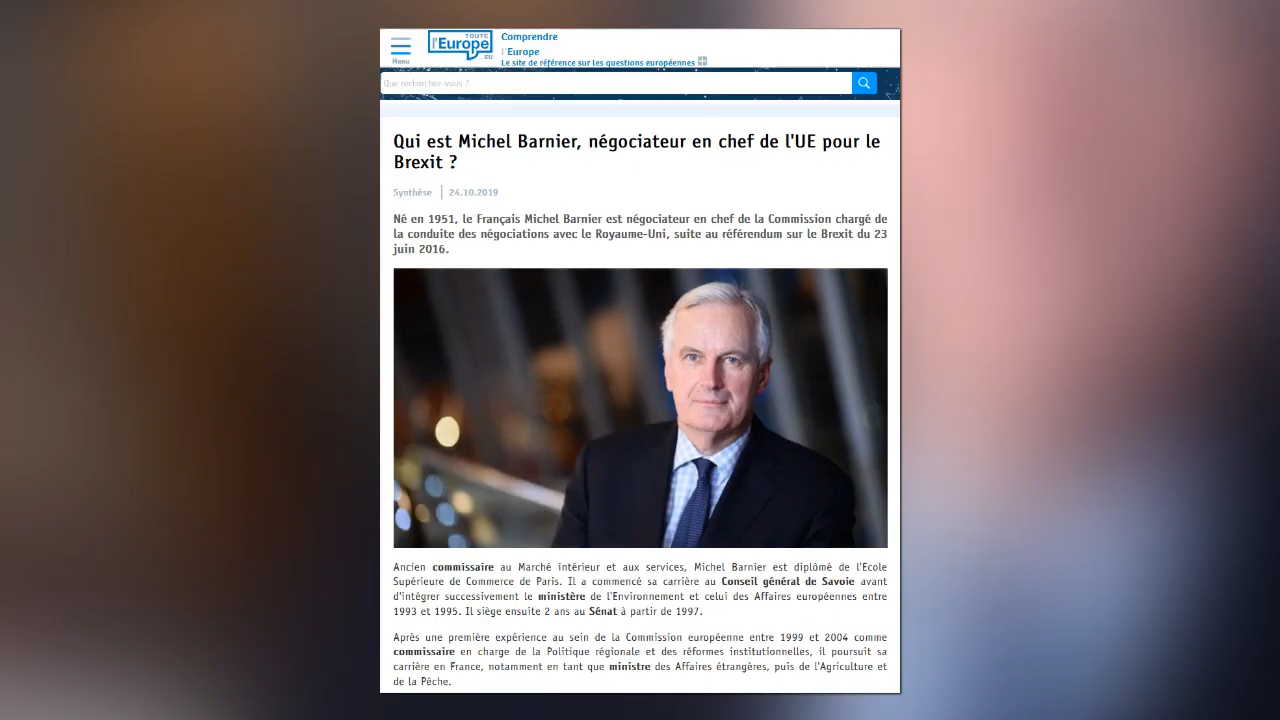 Menu
TOUTE
l'Europe
.eu
Comprendre
l'Europe
Le site de référence sur les questions européennes
Que recherchez-vous ?
Qui est Michel Barnier, négociateur en chef de l'UE pour le
Brexit ?
Synthèse | 24.10.2019
Né en 1951, le Français Michel Barnier est négociateur en chef de la Commission chargé de
la conduite des négociations avec le Royaume-Uni, suite au référendum sur le Brexit du 23
juin 2016.
Ancien commissaire au Marché intérieur et aux services, Michel Barnier est diplômé de l'Ecole
Supérieure de Commerce de Paris. Il a commencé sa carrière au Conseil général de Savoie avant
d'intégrer successivement le ministère de l'Environnement et celui des Affaires européennes entre
1993 et 1995. Il siège ensuite 2 ans au Sénat à partir de 1997.
Après une première expérience au sein de la Commission européenne entre 1999 et 2004 comme
commissaire en charge de la Politique régionale et des réformes institutionnelles, il poursuit sa
carrière en France, notamment en tant que ministre des Affaires étrangères, puis de l'Agriculture et
de la Pêche.